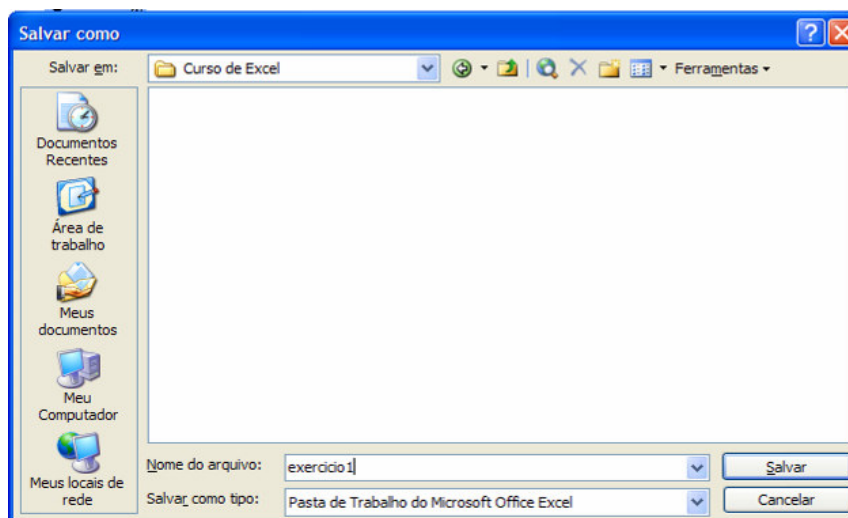 Salvar como
Salvar em:
Curso de Excel
Ferramentas
Documentos
Recentes
Área de
trabalho
Meus
documentos
Meu
Computador
Meus locais de
rede
Nome do arquivo:
exercicio1
Salvar
Salvar como tipo:
Pasta de Trabalho do Microsoft Office Excel
Cancelar